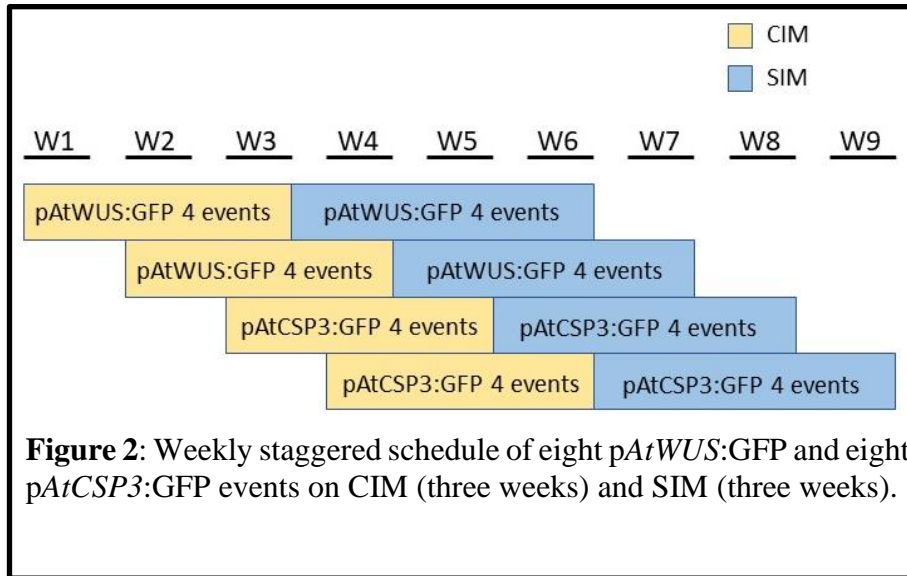 CIM
SIM
W1 W2 W3 W4 W5 W6 W7 W8 W9
pAtWUS:GFP 4 events pAtWUS:GFP 4 events
pAtWUS:GFP 4 events pAtWUS:GFP 4 events
pAtCSP3:GFP 4 events pAtCSP3:GFP 4 events
pAtCSP3:GFP 4 events pAtCSP3:GFP 4 events
Figure 2: Weekly staggered schedule of eight pAtWUS:GFP and eight
pAtCSP3:GFP events on CIM (three weeks) and SIM (three weeks).